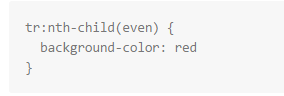 tr:nth-child(even) {
  background-color: red
}